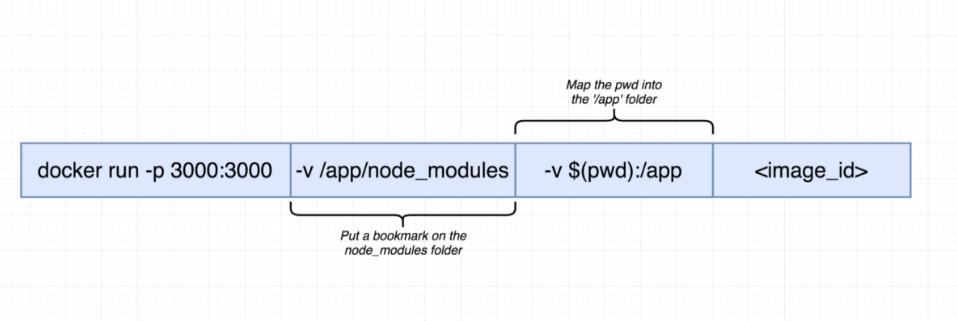 Map the pwd into
the '/app' folder
docker run -p 3000:3000 -v /app/node_modules -v $(pwd):/app <image_id>
Put a bookmark on the
node_modules folder